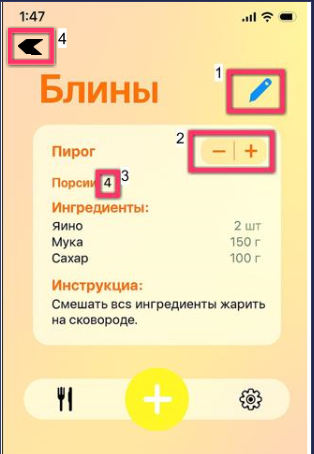 1:47
4
1
Блины
2
Пирог
− | +
Порсии 4 3
Ингредиенты:
Яино 2 шт
Мука 150 г
Сахар 100 г
Инструкциа:
Смешать всs ингредиенты жарить
на сковороде.